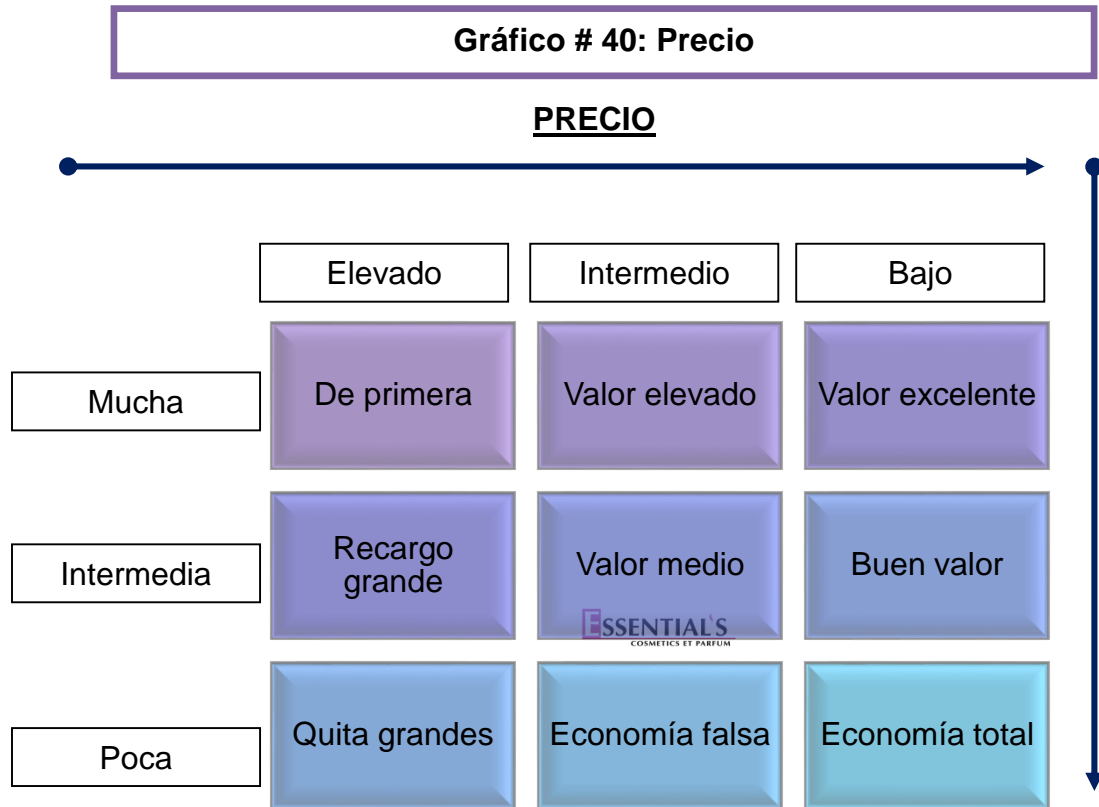 Gráfico # 40: Precio
PRECIO
Elevado
Intermedio
Bajo
Mucha
De primera
Valor elevado
Valor excelente
Intermedia
Recargo
grande
Valor medio
Buen valor
ESSENTIAL'S
COSMETICS ET PARFUM
Poca
Quita grandes
Economía falsa
Economía total